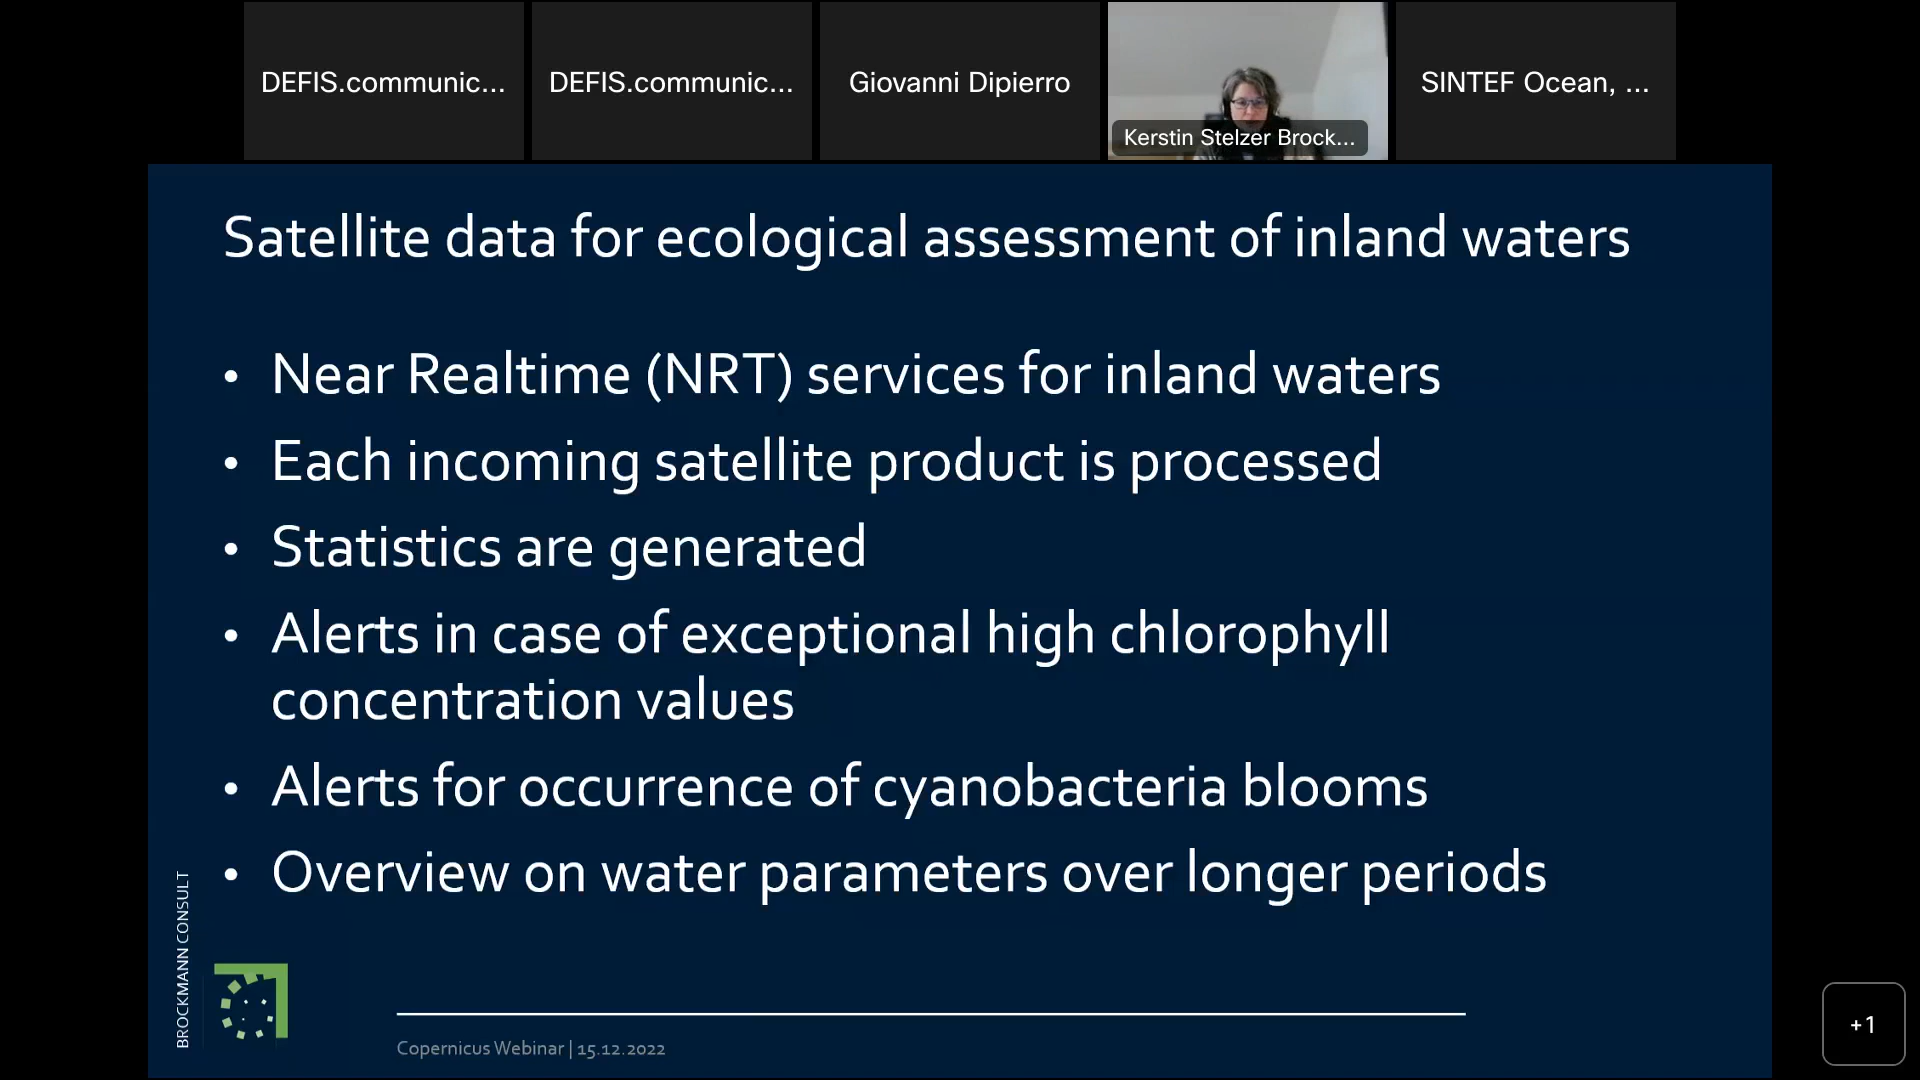 DEFIS.communic...
DEFIS.communic...
Giovanni Dipierro
Kerstin Stelzer Brock...
SINTEF Ocean, ...
Satellite data for ecological assessment of inland waters
• Near Realtime (NRT) services for inland waters
• Each incoming satellite product is processed
• Statistics are generated
• Alerts in case of exceptional high chlorophyll
concentration values
• Alerts for occurrence of cyanobacteria blooms
• Overview on water parameters over longer periods
BROCKMANN CONSULT
Copernicus Webinar | 15.12.2022
+1